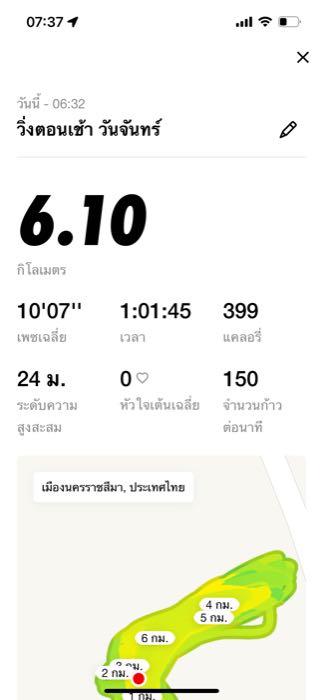 07:37
วันนี้ - 06:32
วิ่งตอนเช้า วันจันทร์
6.10
กิโลเมตร
10'07'' 1:01:45 399
เพซเฉลี่ย เวลา แคลอรี่
24 ม. 0 150
ระดับความ หัวใจเต้นเฉลี่ย จำนวนก้าว
สูงสะสม ต่อนาที
เมืองนครราชสีมา, ประเทศไทย
4 กม.
5 กม.
6 กม.
2 กม.
1 กม.